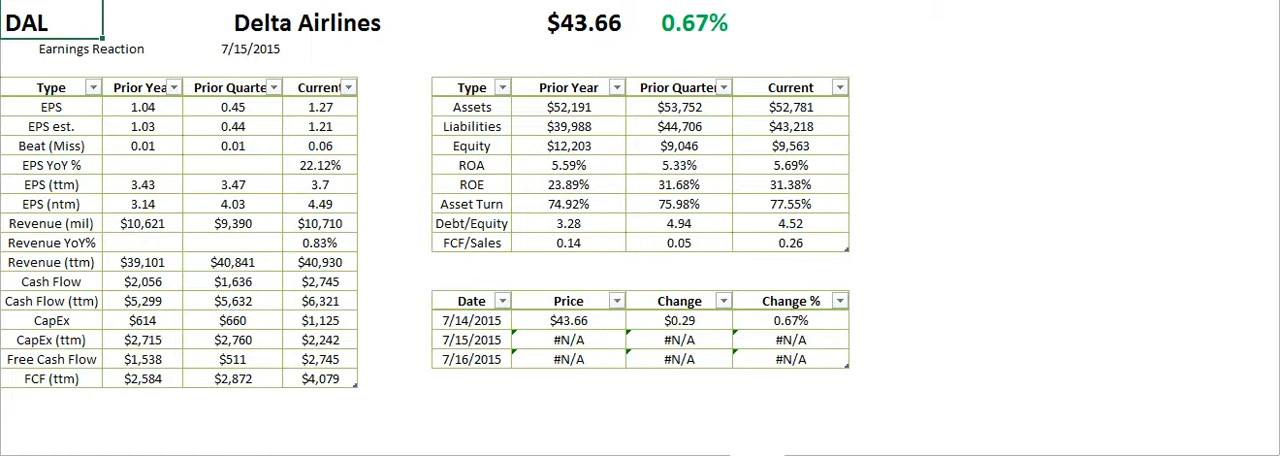 DAL Delta Airlines $43.66 0.67%
Earnings Reaction 7/15/2015
Type Prior Yea Prior Quarte Current
EPS 1.04 0.45 1.27
EPS est. 1.03 0.44 1.21
Beat (Miss) 0.01 0.01 0.06
EPS YoY % 22.12%
EPS (ttm) 3.43 3.47 3.7
EPS (ntm) 3.14 4.03 4.49
Revenue (mil) $10,621 $9,390 $10,710
Revenue YoY% 0.83%
Revenue (ttm) $39,101 $40,841 $40,930
Cash Flow $2,056 $1,636 $2,745
Cash Flow (ttm) $5,299 $5,632 $6,321
CapEx $614 $660 $1,125
CapEx (ttm) $2,715 $2,760 $2,242
Free Cash Flow $1,538 $511 $2,745
FCF (ttm) $2,584 $2,872 $4,079
Type Prior Year Prior Quarter Current
Assets $52,191 $53,752 $52,781
Liabilities $39,988 $44,706 $43,218
Equity $12,203 $9,046 $9,563
ROA 5.59% 5.33% 5.69%
ROE 23.89% 31.68% 31.38%
Asset Turn 74.92% 75.98% 77.55%
Debt/Equity 3.28 4.94 4.52
FCF/Sales 0.14 0.05 0.26
Date Price Change Change %
7/14/2015 $43.66 $0.29 0.67%
7/15/2015 #N/A #N/A #N/A
7/16/2015 #N/A #N/A #N/A